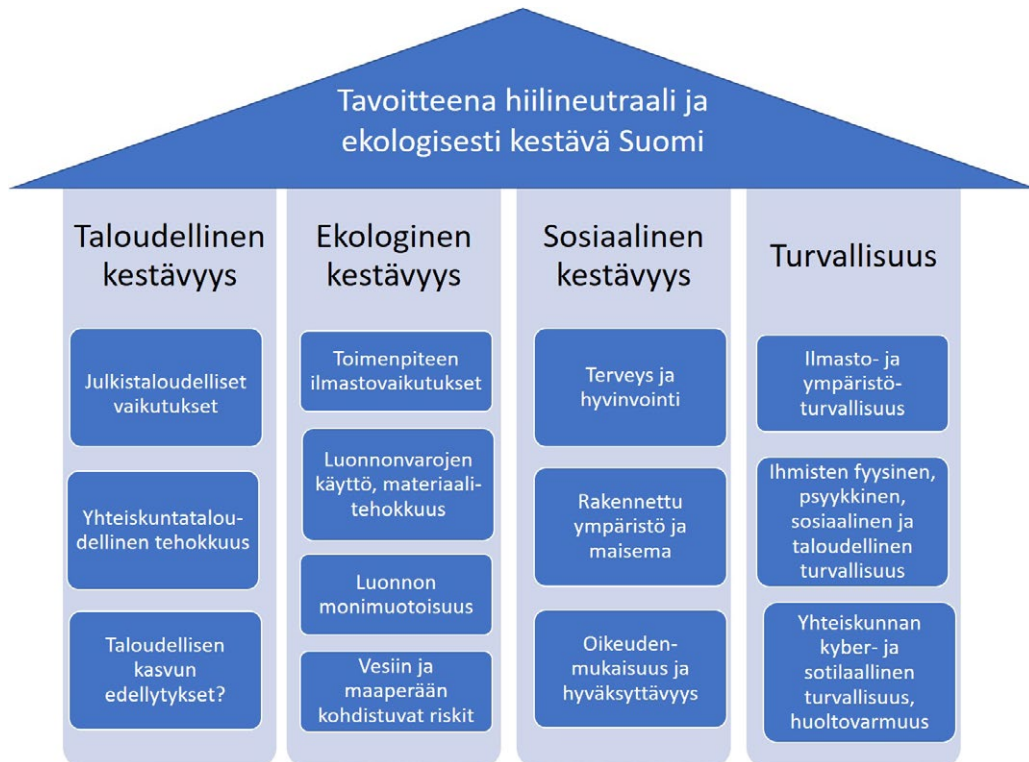 Tavoitteena hiilineutraali ja
ekologisesti kestävä Suomi
Taloudellinen
kestävyys
Julkistaloudelliset
vaikutukset
Yhteiskuntatalou-
dellinen tehokkuus
Taloudellisen
kasvun
edellytykset?
Ekologinen
kestävyys
Toimenpiteen
ilmastovaikutukset
Luonnonvarojen
käyttö, materiaali-
tehokkuus
Luonnon
monimuotoisuus
Vesiin ja
maaperään
kohdistuvat riskit
Sosiaalinen
kestävyys
Terveys ja
hyvinvointi
Rakennettu
ympäristö ja
maisema
Oikeuden-
mukaisuus ja
hyväksyttävyys
Turvallisuus
Ilmasto- ja
ympäristö-
turvallisuus
Ihmisten fyysinen,
psyykkinen,
sosiaalinen ja
taloudellinen
turvallisuus
Yhteiskunnan
kyber- ja
sotilaallinen
turvallisuus,
huoltovarmuus